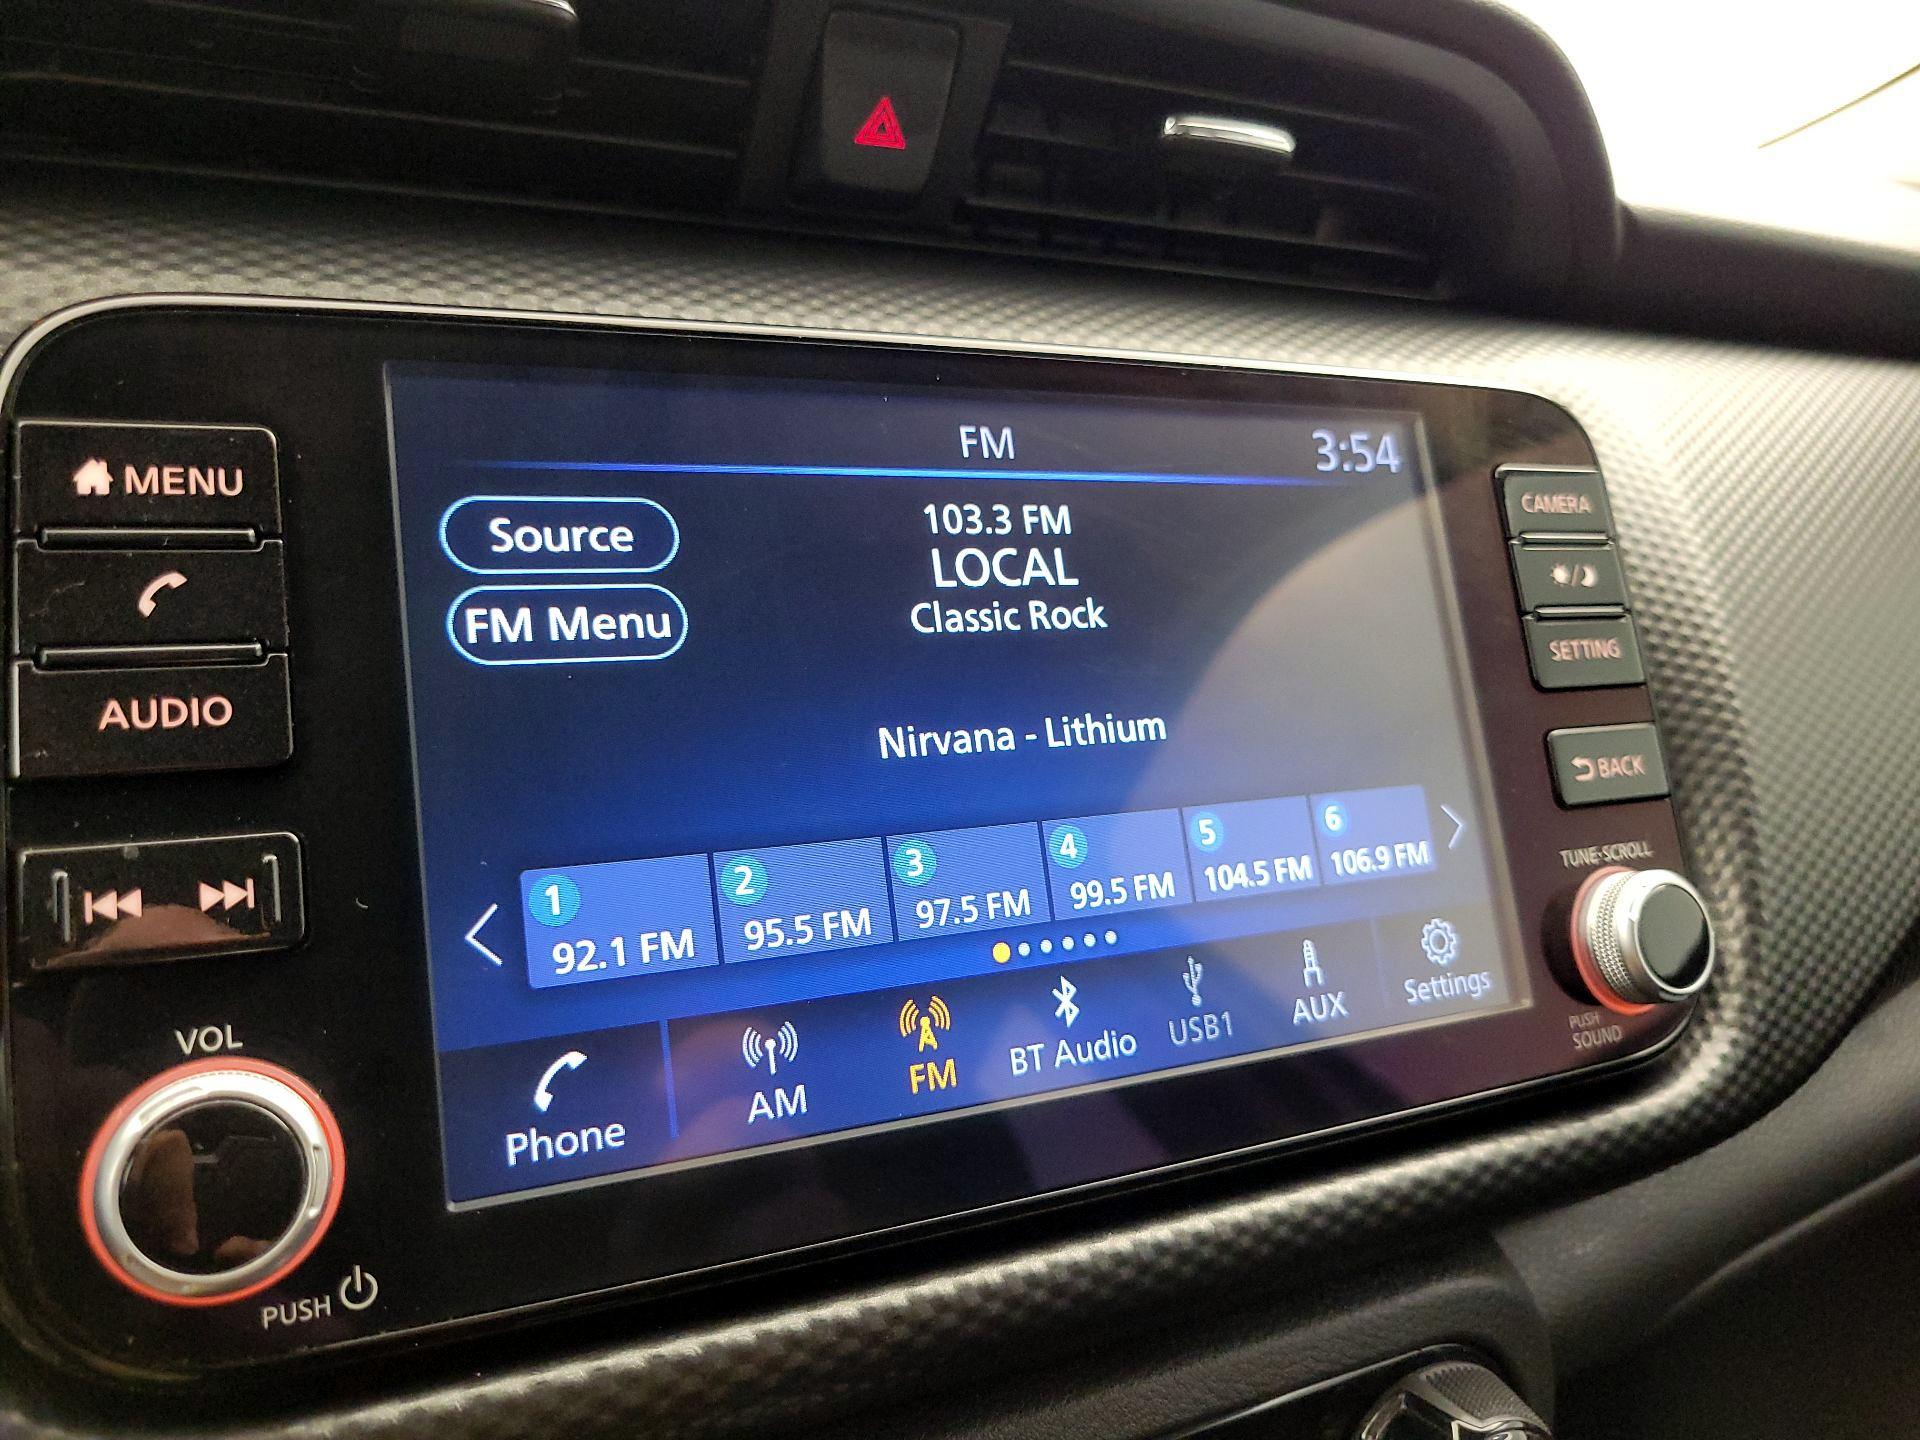 FM
3:54
MENU
AUDIO
VOL
PUSH
Source
FM Menu
103.3 FM
LOCAL
Classic Rock
Nirvana - Lithium
1
92.1 FM
2
95.5 FM
3
97.5 FM
4
99.5 FM
5
104.5 FM
6
106.9 FM
Phone
AM
FM
BT Audio
USB1
AUX
Settings
CAMERA
SETTING
BACK
TUNE·SCROLL
PUSH
SOUND